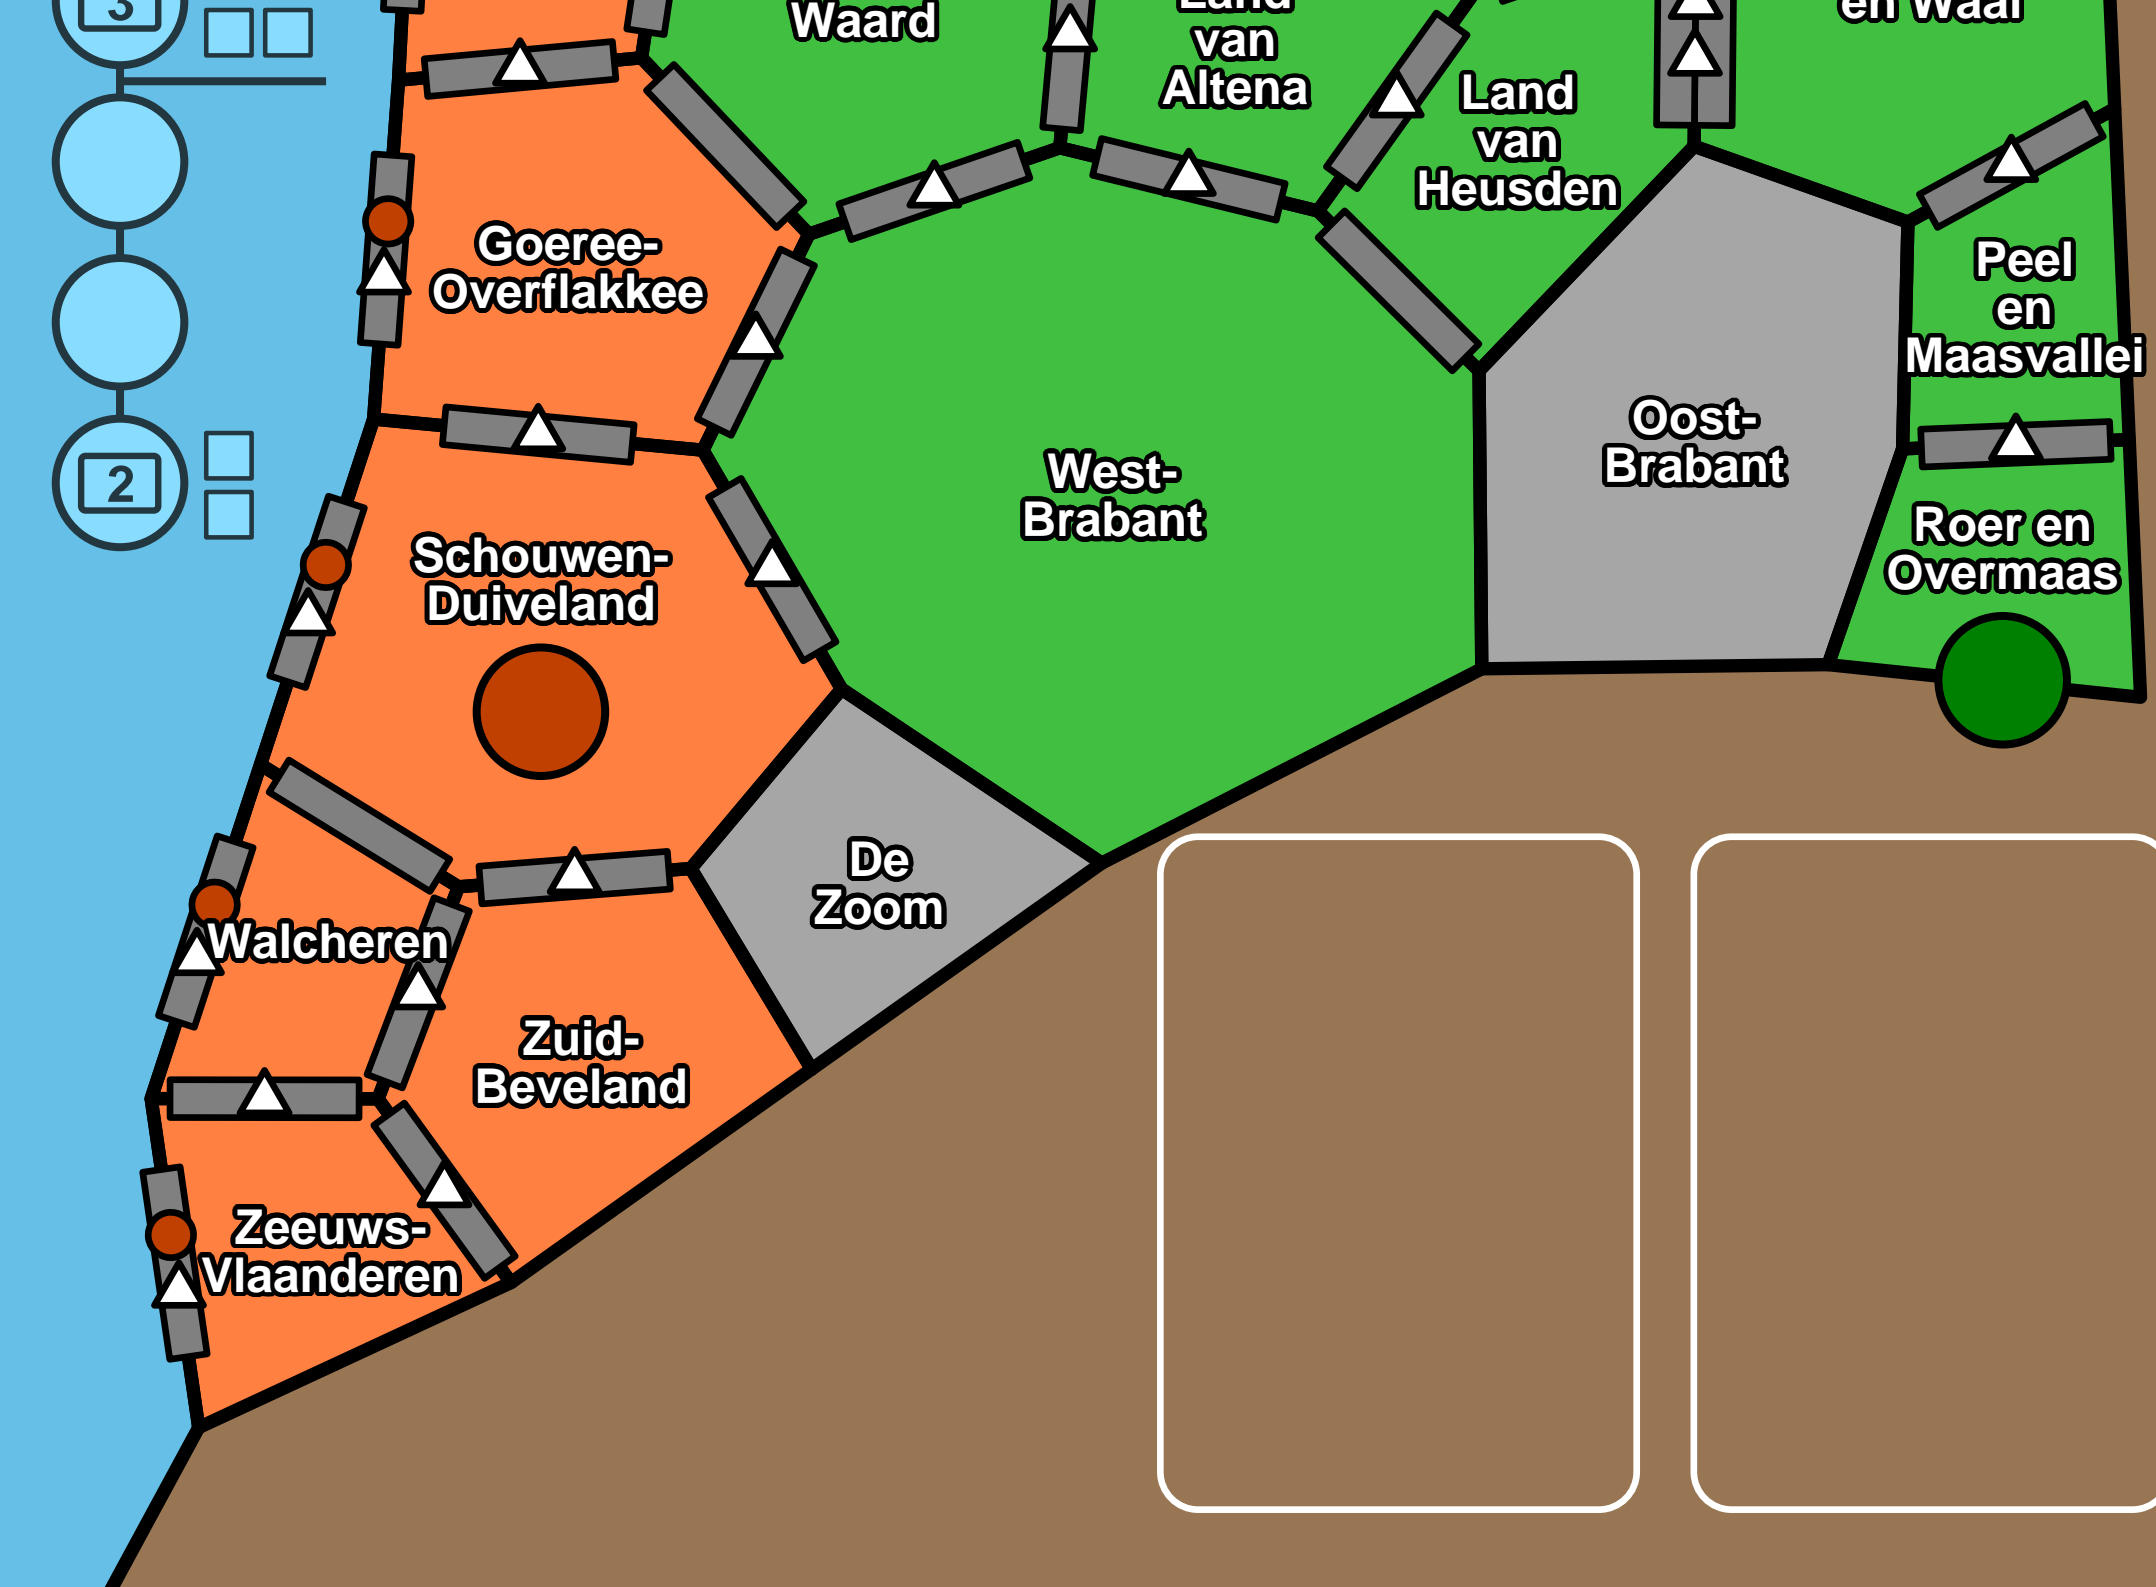 3
Waard
Land
van
Altena
en Waal
Land
van
Heusden
Goeree-
Overflakkee
Peel
en
Maasvallei
West-
Brabant
Oost-
Brabant
2
Schouwen-
Duiveland
Roer en
Overmaas
De
Zoom
Walcheren
Zuid-
Beveland
Zeeuws-
Vlaanderen